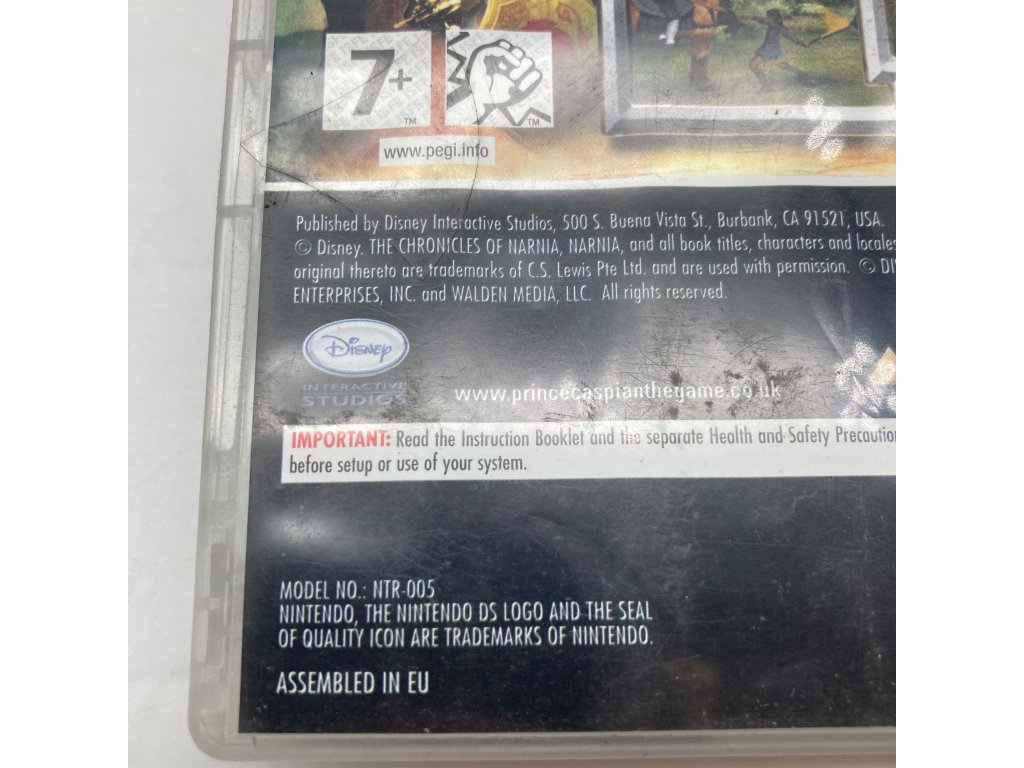 7+
TM
TM
www.pegi.info
Published by Disney Interactive Studios, 500 S. Buena Vista St., Burbank, CA 91521, USA.
© Disney. THE CHRONICLES OF NARNIA, NARNIA, and all book titles, characters and locales
original thereto are trademarks of C.S. Lewis Pte Ltd. and are used with permission. ©
ENTERPRISES, INC. and WALDEN MEDIA, LLC. All rights reserved.
Disney
INTERACTIVE
STUDIOS
www.princecaspianthegame.co.uk
IMPORTANT: Read the Instruction Booklet and the separate Health and Safety
before setup or use of your system.
MODEL NO.: NTR-005
NINTENDO, THE NINTENDO DS LOGO AND THE SEAL
OF QUALITY ICON ARE TRADEMARKS OF NINTENDO.
ASSEMBLED IN EU